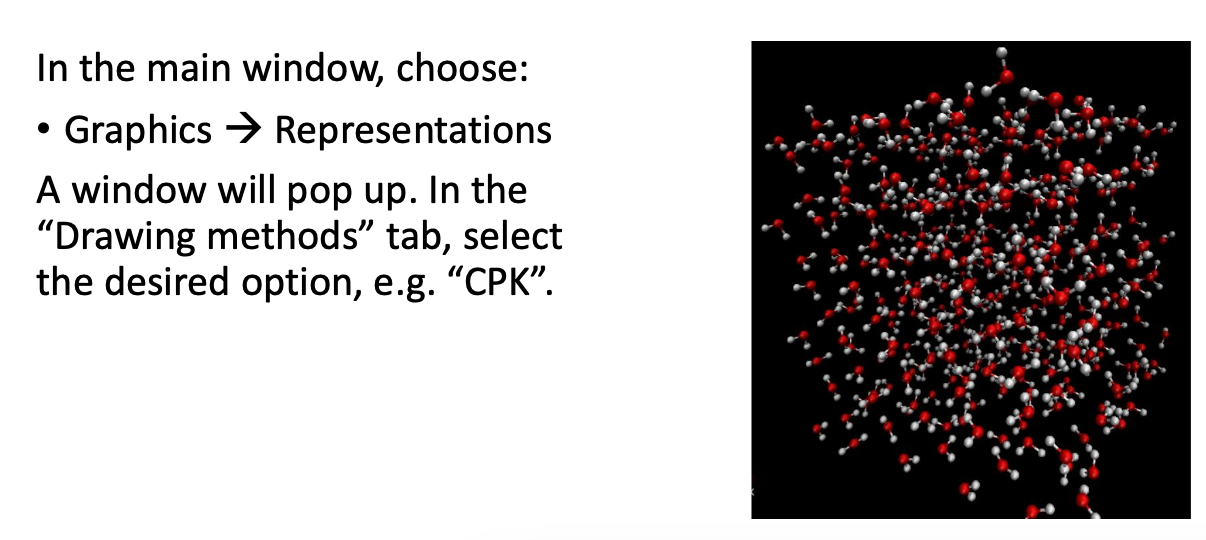 In the main window, choose:
• Graphics → Representations
A window will pop up. In the
“Drawing methods” tab, select
the desired option, e.g. “CPK”.